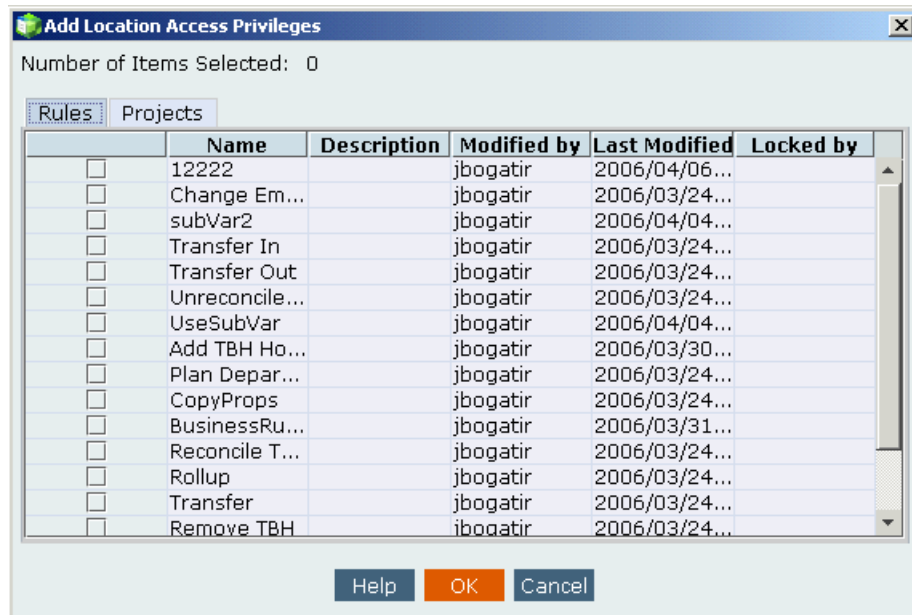 Add Location Access Privileges
Number of Items Selected: 0
Rules Projects
Name Description Modified by Last Modified Locked by
12222 jbogatir 2006/04/06...
Change Em... jbogatir 2006/03/24...
subVar2 jbogatir 2006/04/04...
Transfer In jbogatir 2006/03/24...
Transfer Out jbogatir 2006/03/24...
Unreconcile... jbogatir 2006/03/24...
UseSubVar jbogatir 2006/04/04...
Add TBH Ho... jbogatir 2006/03/30...
Plan Depar... jbogatir 2006/03/24...
CopyProps jbogatir 2006/03/24...
BusinessRu... jbogatir 2006/03/31...
Reconcile T... jbogatir 2006/03/24...
Rollup jbogatir 2006/03/24...
Transfer jbogatir 2006/03/24...
Remove TBH jbogatir 2006/03/24...
Help OK Cancel